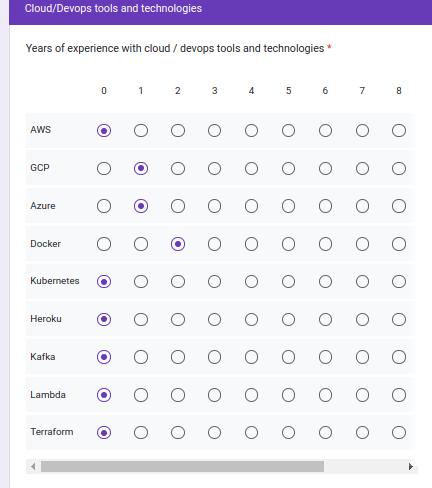 Cloud/Devops tools and technologies
Years of experience with cloud / devops tools and technologies *
0 1 2 3 4 5 6 7 8
AWS
GCP
Azure
Docker
Kubernetes
Heroku
Kafka
Lambda
Terraform